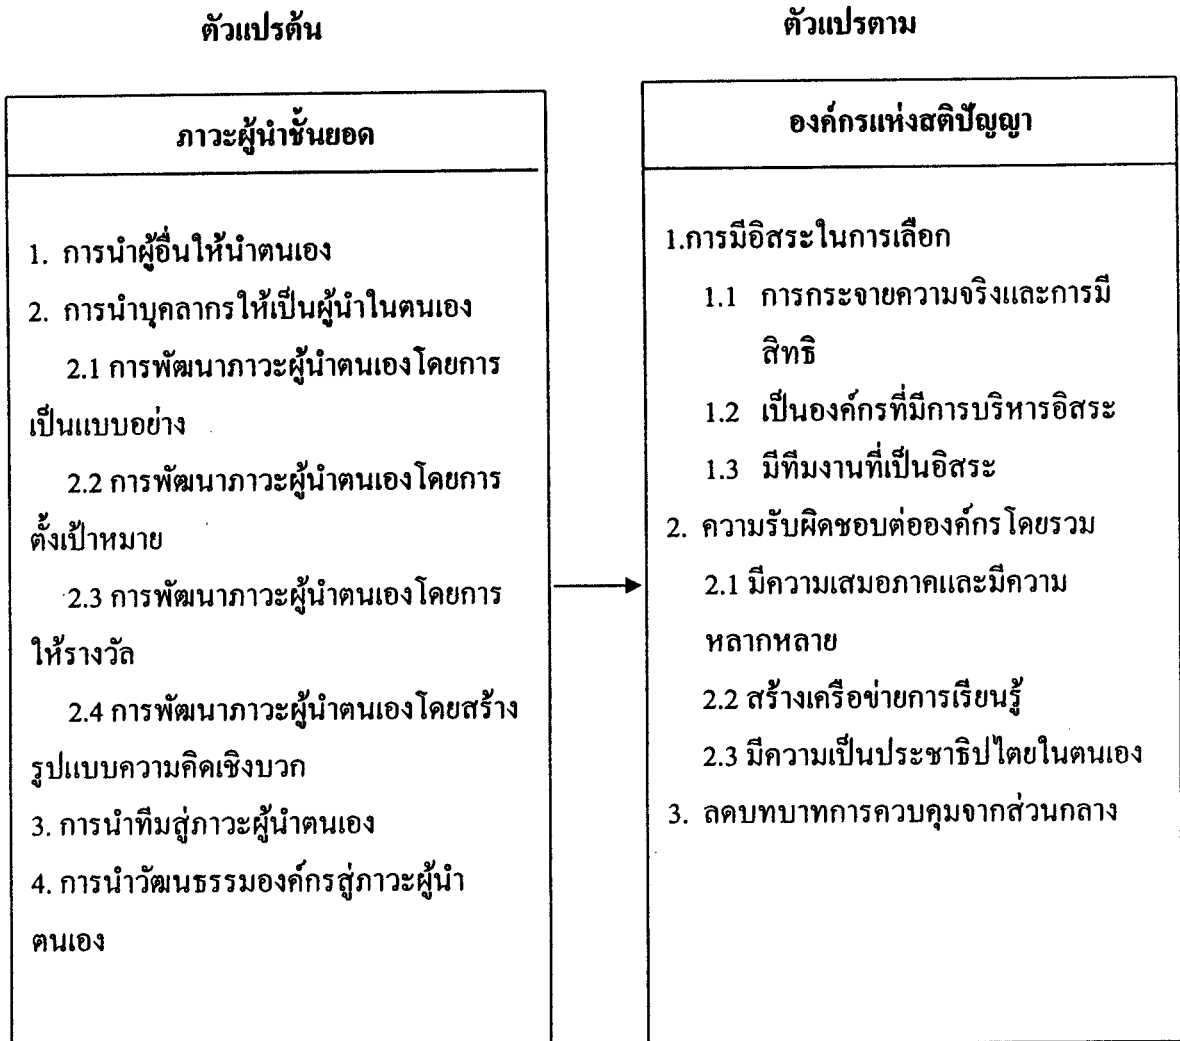 ตัวแปรต้น
ภาวะผู้นำชั้นยอด
1. การนำผู้อื่นให้นำตนเอง
2. การนำบุคลากรให้เป็นผู้นำในตนเอง
2.1 การพัฒนาภาวะผู้นำตนเองโดยการ
เป็นแบบอย่าง
2.2 การพัฒนาภาวะผู้นำตนเองโดยการ
ตั้งเป้าหมาย
2.3 การพัฒนาภาวะผู้นำตนเองโดยการ
ให้รางวัล
2.4 การพัฒนาภาวะผู้นำตนเองโดยสร้าง
รูปแบบความคิดเชิงบวก
3. การนำทีมสู่ภาวะผู้นำตนเอง
4. การนำวัฒนธรรมองค์กรสู่ภาวะผู้นำ
ตนเอง
ตัวแปรตาม
องค์กรแห่งสติปัญญา
1.การมีอิสระในการเลือก
1.1 การกระจายความจริงและการมี
สิทธิ
1.2 เป็นองค์กรที่มีการบริหารอิสระ
1.3 มีทีมงานที่เป็นอิสระ
2. ความรับผิดชอบต่อองค์กรโดยรวม
2.1 มีความเสมอภาคและมีความ
หลากหลาย
2.2 สร้างเครือข่ายการเรียนรู้
2.3 มีความเป็นประชาธิปไตยในตนเอง
3. ลดบทบาทการควบคุมจากส่วนกลาง